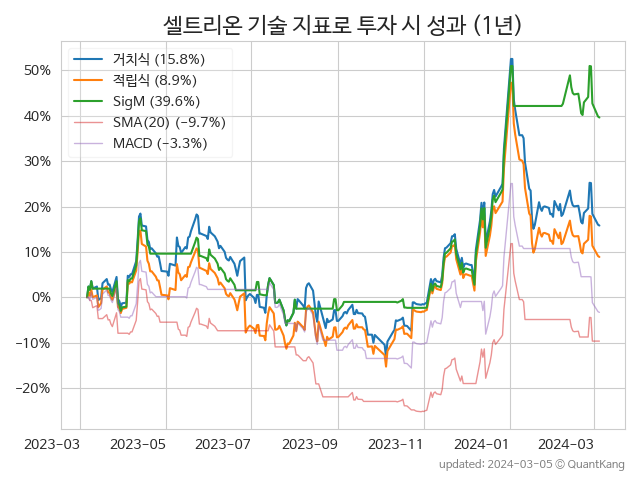 셀트리온 기술 지표로 투자 시 성과 (1년)
거치식 (15.8%)
적립식 (8.9%)
SigM (39.6%)
SMA(20) (−9.7%)
MACD (−3.3%)
50%
40%
30%
20%
10%
0%
−10%
−20%
2023-03 2023-05 2023-07 2023-09 2023-11 2024-01 2024-03
updated: 2024-03-05 ⓒ QuantKang